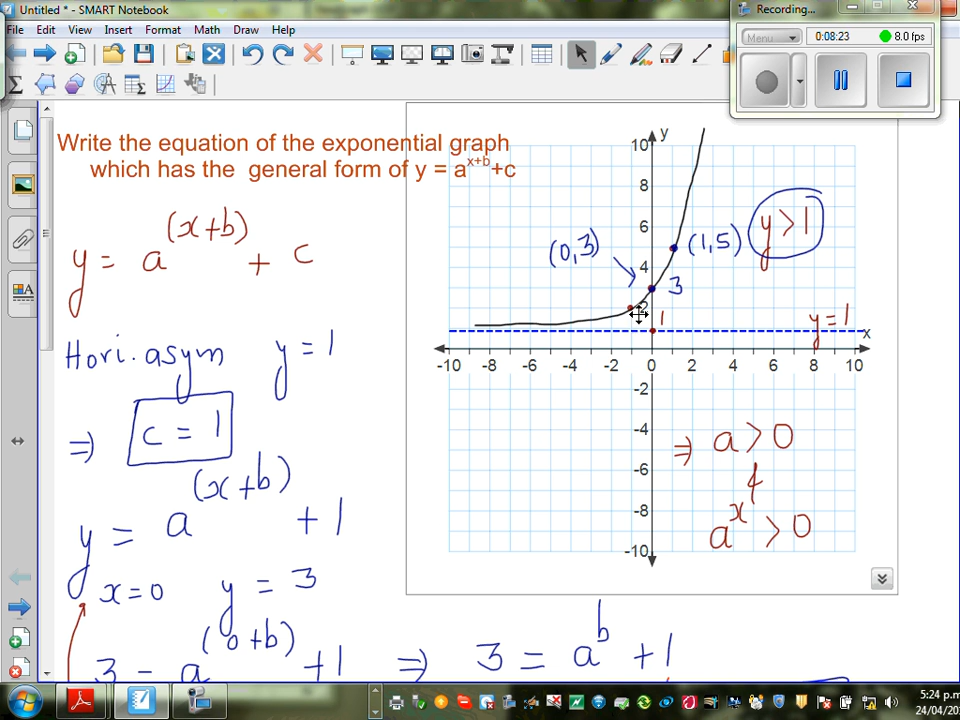 Untitled * - SMART Notebook
File Edit View Insert Format Math Draw Help
Recording...
Menu 0:08:23 8.0 fps
Write the equation of the exponential graph
which has the general form of y = a^x+b+c
y = a^(x+b) + c
Hori. asym y = 1
⇒ c = 1
y = a^(x+b) + 1
x = 0 y = 3
3 = a^(0+b) + 1 ⇒ 3 = a^b + 1
y
10
8
6
4
2
(0,3)
(1,5)
y > 1
3
1
y = 1
x
-10 -8 -6 -4 -2 0 2 4 6 8 10
-2
-4
-6
-8
-10
⇒ a > 0
&
a^x > 0
5:24 p.m
24/04/20